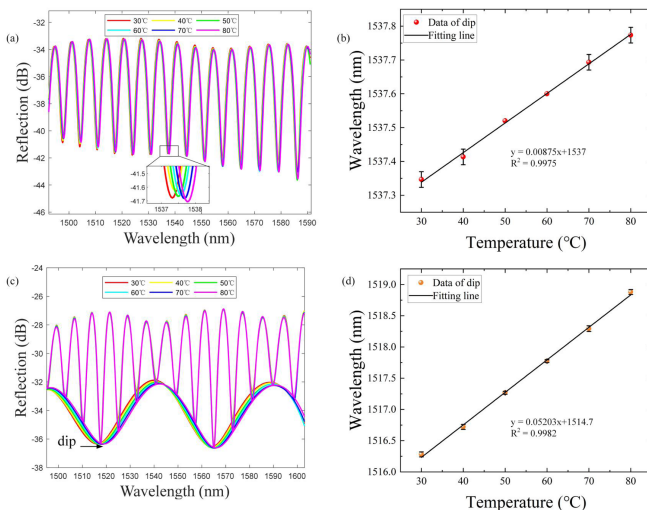 (a)
30℃ 40℃ 50℃
60℃ 70℃ 80℃
Reflection (dB)
-32
-34
-36
-38
-40
-42
-44
-46
-41.5
-41.6
-41.7
1537 1538
1500 1510 1520 1530 1540 1550 1560 1570 1580 1590
Wavelength (nm)
(b)
Data of dip
Fitting line
Wavelength (nm)
1537.8
1537.7
1537.6
1537.5
1537.4
1537.3
y = 0.00875x+1537
R² = 0.9975
30 40 50 60 70 80
Temperature (℃)
(c)
30℃ 40℃ 50℃
60℃ 70℃ 80℃
Reflection (dB)
-24
-26
-28
-30
-32
-34
-36
-38
dip
1500 1510 1520 1530 1540 1550 1560 1570 1580 1590 1600
Wavelength (nm)
(d)
Data of dip
Fitting line
Wavelength (nm)
1519.0
1518.5
1518.0
1517.5
1517.0
1516.5
1516.0
y = 0.05203x+1514.7
R² = 0.9982
30 40 50 60 70 80
Temperature (℃)